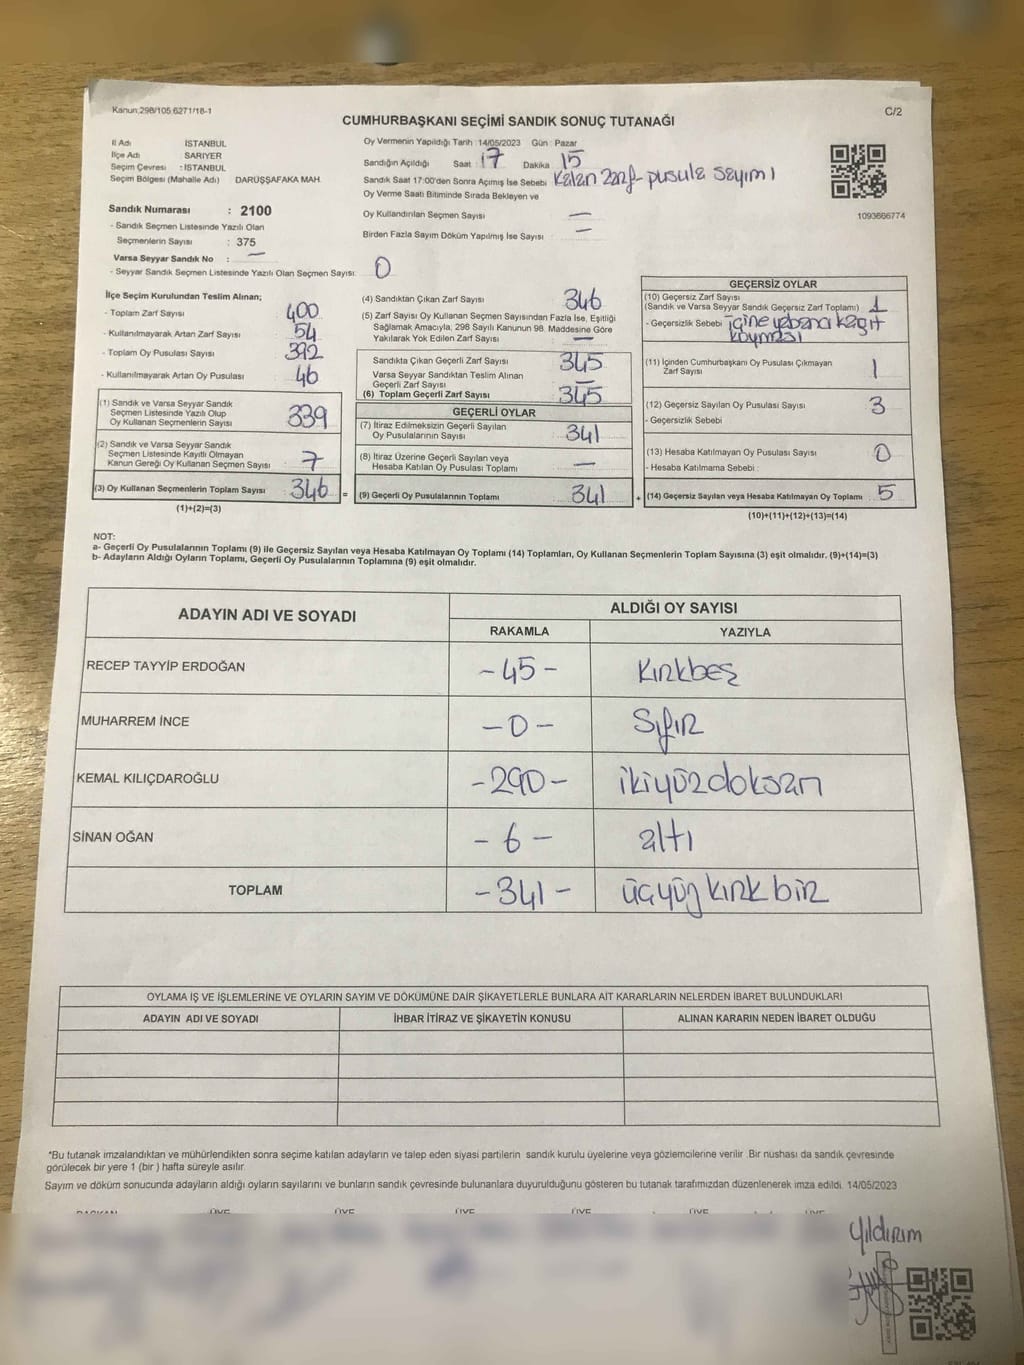 Kanun:298/105 6271/18-1
C/2
CUMHURBAŞKANI SEÇİMİ SANDIK SONUÇ TUTANAĞI
İl Adı İSTANBUL
İlçe Adı SARIYER
Seçim Çevresi : İSTANBUL
Seçim Bölgesi (Mahalle Adı) DARÜŞŞAFAKA MAH.
Sandık Numarası : 2100
- Sandık Seçmen Listesinde Yazılı Olan
Seçmenlerin Sayısı : 375
Varsa Seyyar Sandık No : —
- Seyyar Sandık Seçmen Listesinde Yazılı Olan Seçmen Sayısı: 0
Oy Vermenin Yapıldığı Tarih :14/05/2023 Gün : Pazar
Sandığın Açıldığı Saat : 17 Dakika : 15
Sandık Saat 17:00'den Sonra Açılmış İse Sebebi Kalan zarf-pusula sayımı
Oy Verme Saati Bitiminde Sırada Bekleyen ve
Oy Kullandırılan Seçmen Sayısı —
Birden Fazla Sayım Döküm Yapılmış İse Sayısı : —
1093666774
İlçe Seçim Kurulundan Teslim Alınan;
- Toplam Zarf Sayısı 400
- Kullanılmayarak Artan Zarf Sayısı 54
- Toplam Oy Pusulası Sayısı 392
- Kullanılmayarak Artan Oy Pusulası 46
(1) Sandık ve Varsa Seyyar Sandık
Seçmen Listesinde Yazılı Olup
Oy Kullanan Seçmenlerin Sayısı 339
(2) Sandık ve Varsa Seyyar Sandık
Seçmen Listesinde Kayıtlı Olmayan
Kanun Gereği Oy Kullanan Seçmen Sayısı 7
(3) Oy Kullanan Seçmenlerin Toplam Sayısı 346 =
(1)+(2)=(3)
(4) Sandıktan Çıkan Zarf Sayısı 346
(5) Zarf Sayısı Oy Kullanan Seçmen Sayısından Fazla İse, Eşitliği
Sağlamak Amacıyla, 298 Sayılı Kanunun 98. Maddesine Göre
Yakılarak Yok Edilen Zarf Sayısı —
Sandıkta Çıkan Geçerli Zarf Sayısı 345
Varsa Seyyar Sandıktan Teslim Alınan
Geçerli Zarf Sayısı —
(6) Toplam Geçerli Zarf Sayısı 345
GEÇERLİ OYLAR
(7) İtiraz Edilmeksizin Geçerli Sayılan
Oy Pusulalarının Sayısı 341
(8) İtiraz Üzerine Geçerli Sayılan veya
Hesaba Katılan Oy Pusulası Toplamı —
(9) Geçerli Oy Pusulalarının Toplamı 341 +
GEÇERSİZ OYLAR
(10) Geçersiz Zarf Sayısı
(Sandık ve Varsa Seyyar Sandık Geçersiz Zarf Toplamı) 1
- Geçersizlik Sebebi içine yabancı kağıt
koyması
(11) İçinden Cumhurbaşkanı Oy Pusulası Çıkmayan
Zarf Sayısı 1
(12) Geçersiz Sayılan Oy Pusulası Sayısı 3
- Geçersizlik Sebebi
(13) Hesaba Katılmayan Oy Pusulası Sayısı 0
- Hesaba Katılmama Sebebi :
(14) Geçersiz Sayılan veya Hesaba Katılmayan Oy Toplamı 5
(10)+(11)+(12)+(13)=(14)
NOT:
a- Geçerli Oy Pusulalarının Toplamı (9) ile Geçersiz Sayılan veya Hesaba Katılmayan Oy Toplamı (14) Toplamları, Oy Kullanan Seçmenlerin Toplam Sayısına (3) eşit olmalıdır. (9)+(14)=(3)
b- Adayların Aldığı Oyların Toplamı, Geçerli Oy Pusulalarının Toplamına (9) eşit olmalıdır.
ADAYIN ADI VE SOYADI ALDIĞI OY SAYISI
RAKAMLA YAZIYLA
RECEP TAYYİP ERDOĞAN -45- Kırkbeş
MUHARREM İNCE -0- Sıfır
KEMAL KILIÇDAROĞLU -290- ikiyüzdoksan
SİNAN OĞAN -6- altı
TOPLAM -341- üçyüz kırk bir
OYLAMA İŞ VE İŞLEMLERİNE VE OYLARIN SAYIM VE DÖKÜMÜNE DAİR ŞİKAYETLERLE BUNLARA AİT KARARLARIN NELERDEN İBARET BULUNDUKLARI
ADAYIN ADI VE SOYADI İHBAR İTİRAZ VE ŞİKAYETİN KONUSU ALINAN KARARIN NEDEN İBARET OLDUĞU
*Bu tutanak imzalandıktan ve mühürlendikten sonra seçime katılan adayların ve talep eden siyasi partilerin sandık kurulu üyelerine veya gözlemcilerine verilir. Bir nüshası da sandık çevresinde
görülecek bir yere 1 (bir ) hafta süreyle asılır.
Sayım ve döküm sonucunda adayların aldığı oyların sayılarını ve bunların sandık çevresinde bulunanlara duyurulduğunu gösteren bu tutanak tarafımızdan düzenlenerek imza edildi. 14/05/2023
BAŞKAN ÜYE ÜYE ÜYE ÜYE ÜYE ÜYE
Yıldırım